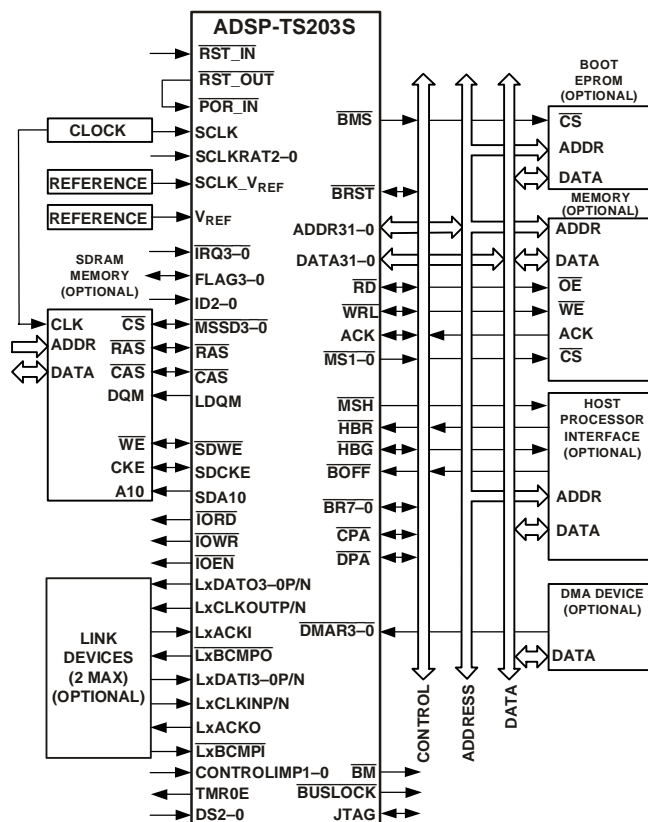 ADSP-TS203S
RST_IN
RST_OUT
POR_IN
CLOCK
SCLK
SCLKRAT2–0
REFERENCE
SCLK_VREF
REFERENCE
VREF
IRQ3–0
SDRAM
MEMORY
(OPTIONAL)
FLAG3–0
ID2–0
CLK
CS
MSSD3–0
ADDR
RAS
RAS
DATA
CAS
CAS
DQM
LDQM
WE
SDWE
CKE
SDCKE
A10
SDA10
IORD
IOWR
IOEN
LINK
DEVICES
(2 MAX)
(OPTIONAL)
LxDATO3–0P/N
LxCLKOUTP/N
LxACKI
LxBCMPO
LxDATI3–0P/N
LxCLKINP/N
LxACKO
LxBCMPI
CONTROLIMP1–0
TMR0E
DS2–0
BMS
BRST
ADDR31–0
DATA31–0
RD
WRL
ACK
MS1–0
MSH
HBR
HBG
BOFF
BR7–0
CPA
DPA
DMAR3–0
BM
BUSLOCK
JTAG
CONTROL
ADDRESS
DATA
BOOT
EPROM
(OPTIONAL)
CS
ADDR
DATA
MEMORY
(OPTIONAL)
ADDR
DATA
OE
WE
ACK
CS
HOST
PROCESSOR
INTERFACE
(OPTIONAL)
ADDR
DATA
DMA DEVICE
(OPTIONAL)
DATA